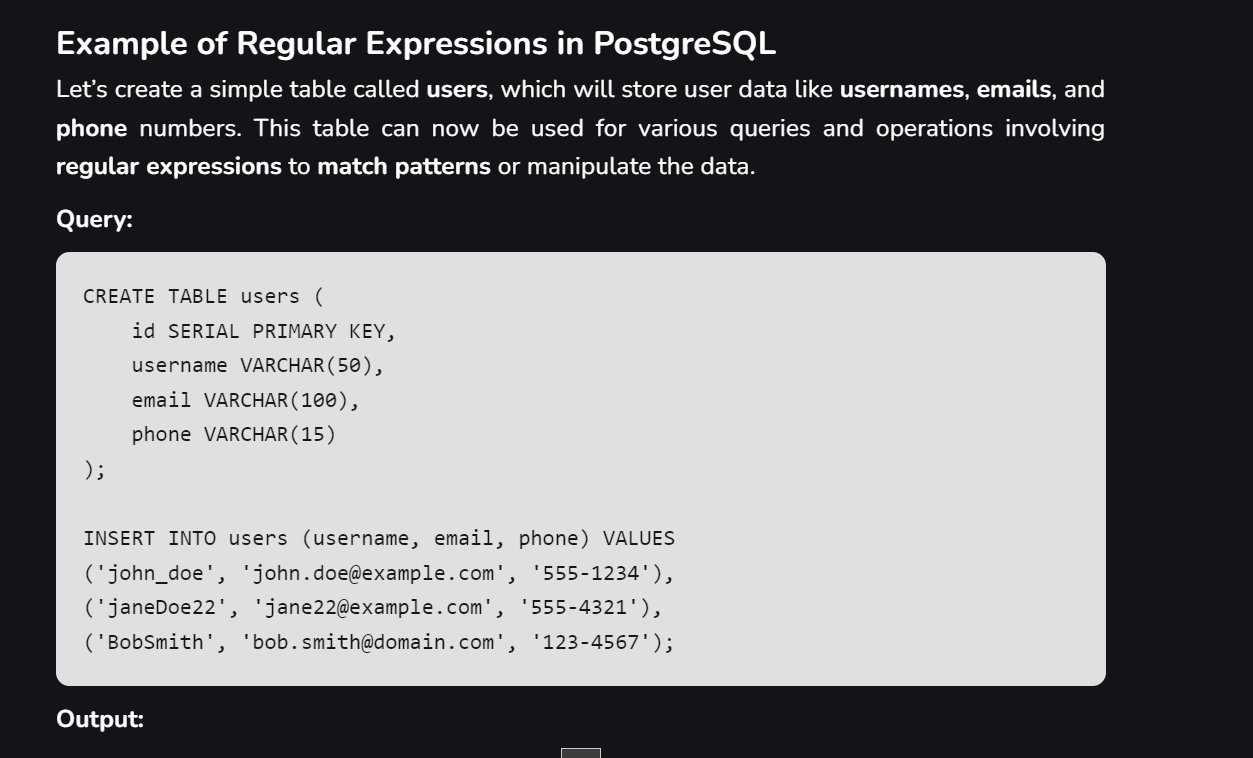 Example of Regular Expressions in PostgreSQL
Let’s create a simple table called users, which will store user data like usernames, emails, and
phone numbers. This table can now be used for various queries and operations involving
regular expressions to match patterns or manipulate the data.
Query:
CREATE TABLE users (
    id SERIAL PRIMARY KEY,
    username VARCHAR(50),
    email VARCHAR(100),
    phone VARCHAR(15)
);

INSERT INTO users (username, email, phone) VALUES
('john_doe', 'john.doe@example.com', '555-1234'),
('janeDoe22', 'jane22@example.com', '555-4321'),
('BobSmith', 'bob.smith@domain.com', '123-4567');
Output: